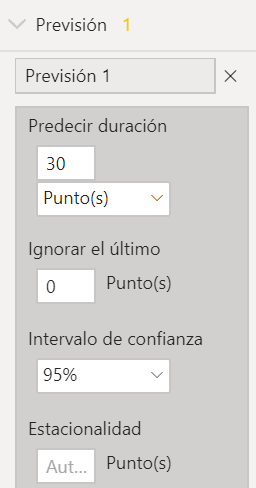 Previsión 1
Previsión 1
Predecir duración
30
Punto(s)
Ignorar el último
0 Punto(s)
Intervalo de confianza
95%
Estacionalidad
Aut... Punto(s)